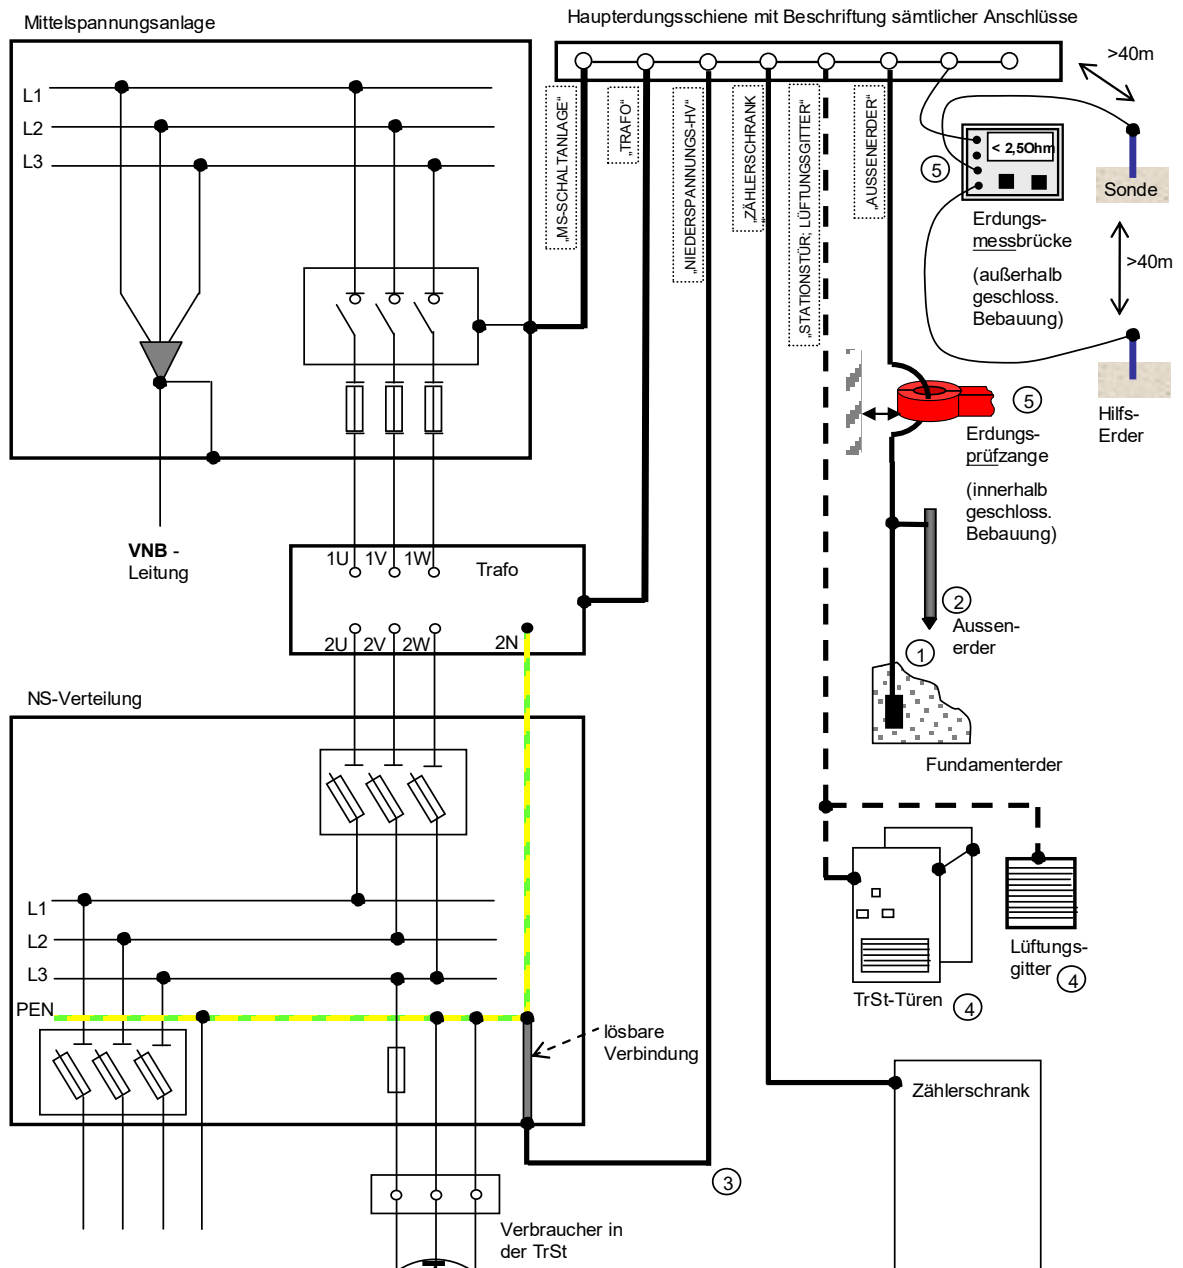 Mittelspannungsanlage
Haupterdungsschiene mit Beschriftung sämtlicher Anschlüsse
L1
L2
L3
„MS-SCHALTANLAGE“
„TRAFO“
„NIEDERSPANNUNGS-HV“
„ZÄHLERSCHRANK“
„STATIONSTÜR; LÜFTUNGSGITTER“
„AUSSENERDER“
>40m
< 2,5Ohm
5
Sonde
Erdungs-
messbrücke
(außerhalb
geschloss.
Bebauung)
>40m
5
Erdungs-
prüfzange
(innerhalb
geschloss.
Bebauung)
Hilfs-
Erder
VNB -
Leitung
1U
1V
1W
Trafo
2U
2V
2W
2N
2
Aussen-
erder
1
Fundamenterder
NS-Verteilung
L1
L2
L3
PEN
lösbare
Verbindung
TrSt-Türen
4
Lüftungs-
gitter
4
Zählerschrank
3
Verbraucher in
der TrSt